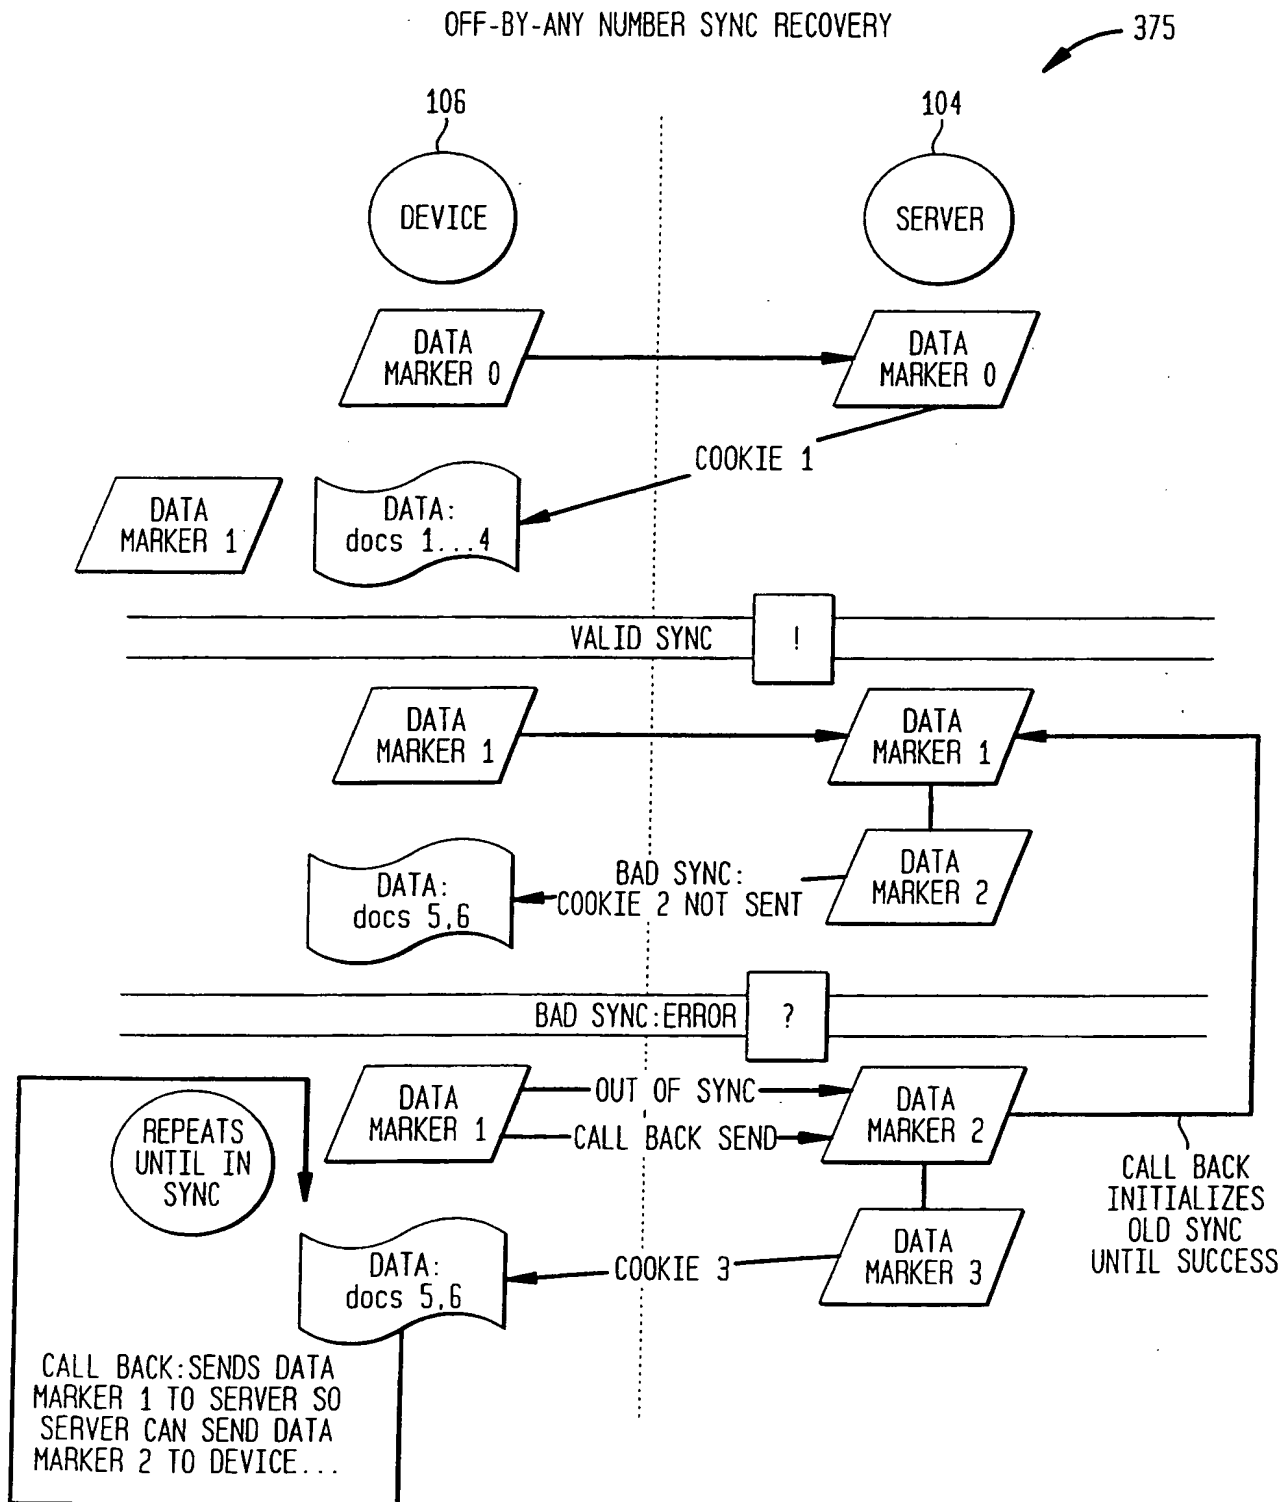 OFF-BY-ANY NUMBER SYNC RECOVERY
375
106
104
DEVICE
SERVER
DATA
MARKER 0
DATA
MARKER 0
COOKIE 1
DATA
MARKER 1
DATA:
docs 1...4
VALID SYNC
!
DATA
MARKER 1
DATA
MARKER 1
DATA:
docs 5,6
BAD SYNC:
COOKIE 2 NOT SENT
DATA
MARKER 2
BAD SYNC:ERROR
?
REPEATS
UNTIL IN
SYNC
DATA
MARKER 1
OUT OF SYNC
CALL BACK SEND
DATA
MARKER 2
CALL BACK
INITIALIZES
OLD SYNC
UNTIL SUCCESS
DATA:
docs 5,6
COOKIE 3
DATA
MARKER 3
CALL BACK:SENDS DATA
MARKER 1 TO SERVER SO
SERVER CAN SEND DATA
MARKER 2 TO DEVICE...